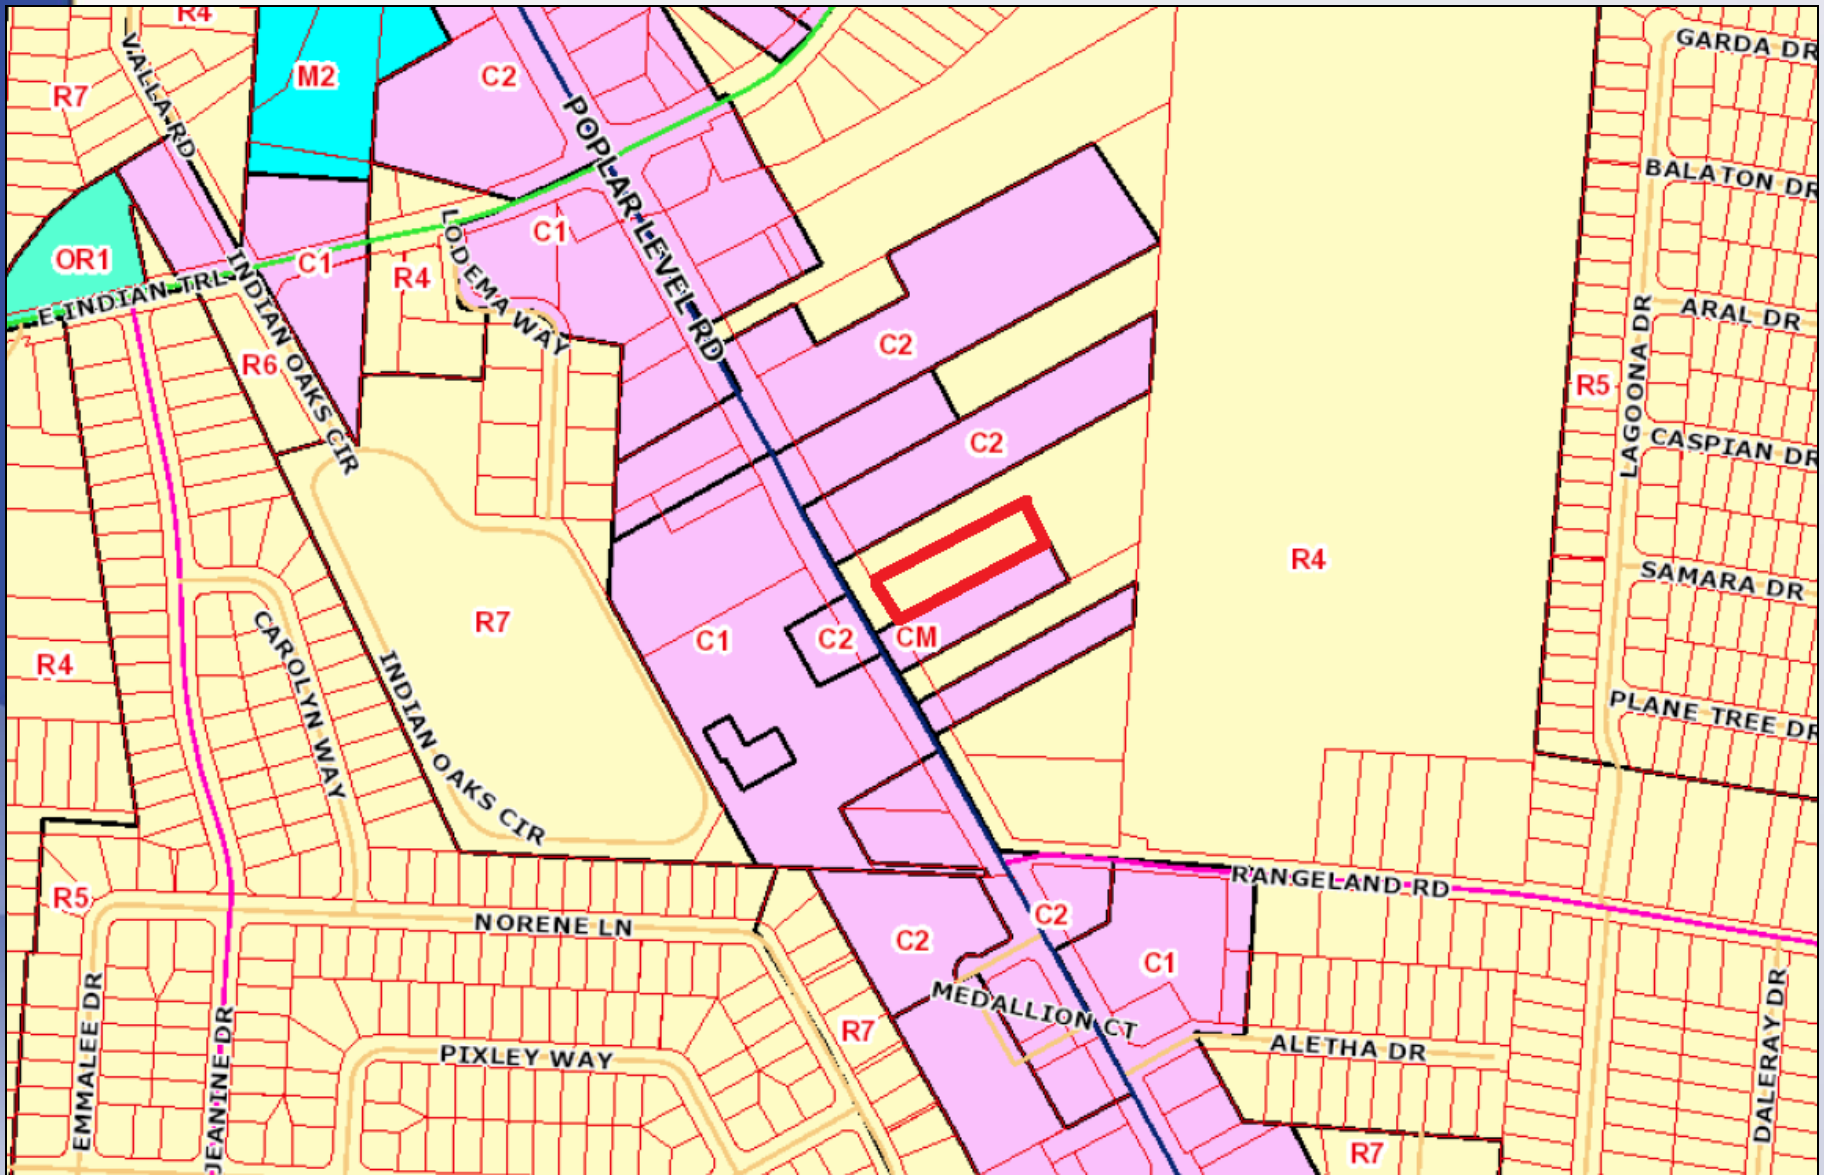 R4
GARDA DR
VALLA RD
R7
M2
C2
POPLAR LEVEL RD
BALATON DR
OR1
C1
C1
R4
LODEMA WAY
E INDIAN TRL
INDIAN OAKS CIR
ARAL DR
R6
C2
R5
LAGOONA DR
C2
CASPIAN DR
R4
SAMARA DR
R7
CAROLYN WAY
C1
C2
CM
R4
INDIAN OAKS CIR
PLANE TREE DR
RANGELAND RD
R5
NORENE LN
C2
C2
C1
MEDALLION CT
R7
ALETHA DR
PIXLEY WAY
EMMALEE DR
JEANINE DR
DALERAY DR
R7